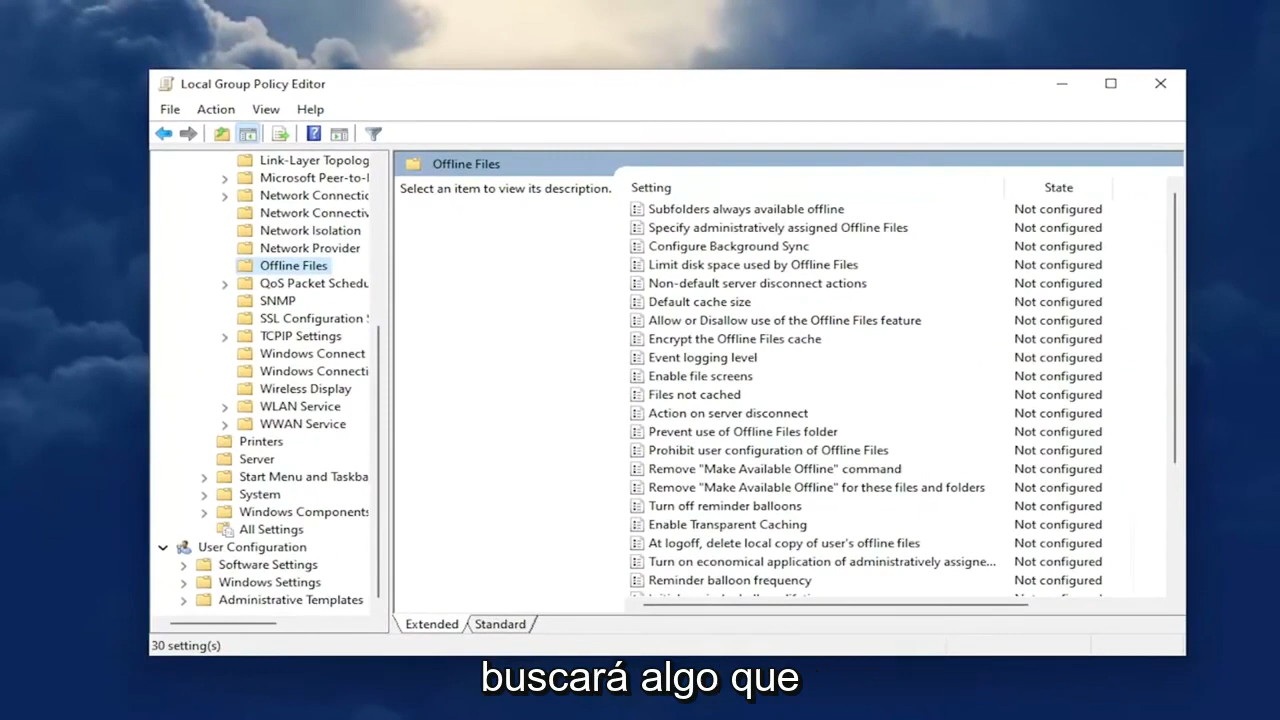 Local Group Policy Editor
File Action View Help
Link-Layer Topolog
Microsoft Peer-to-
Network Connectic
Network Connectiv
Network Isolation
Network Provider
Offline Files
QoS Packet Schedu
SNMP
SSL Configuration
TCPIP Settings
Windows Connect
Windows Connecti
Wireless Display
WLAN Service
WWAN Service
Printers
Server
Start Menu and Taskba
System
Windows Components
All Settings
User Configuration
Software Settings
Windows Settings
Administrative Templates
Offline Files
Select an item to view its description.
Setting State
Subfolders always available offline Not configured
Specify administratively assigned Offline Files Not configured
Configure Background Sync Not configured
Limit disk space used by Offline Files Not configured
Non-default server disconnect actions Not configured
Default cache size Not configured
Allow or Disallow use of the Offline Files feature Not configured
Encrypt the Offline Files cache Not configured
Event logging level Not configured
Enable file screens Not configured
Files not cached Not configured
Action on server disconnect Not configured
Prevent use of Offline Files folder Not configured
Prohibit user configuration of Offline Files Not configured
Remove "Make Available Offline" command Not configured
Remove "Make Available Offline" for these files and folders Not configured
Turn off reminder balloons Not configured
Enable Transparent Caching Not configured
At logoff, delete local copy of user's offline files Not configured
Turn on economical application of administratively assigne... Not configured
Reminder balloon frequency Not configured
Extended Standard
30 setting(s)
buscará algo que